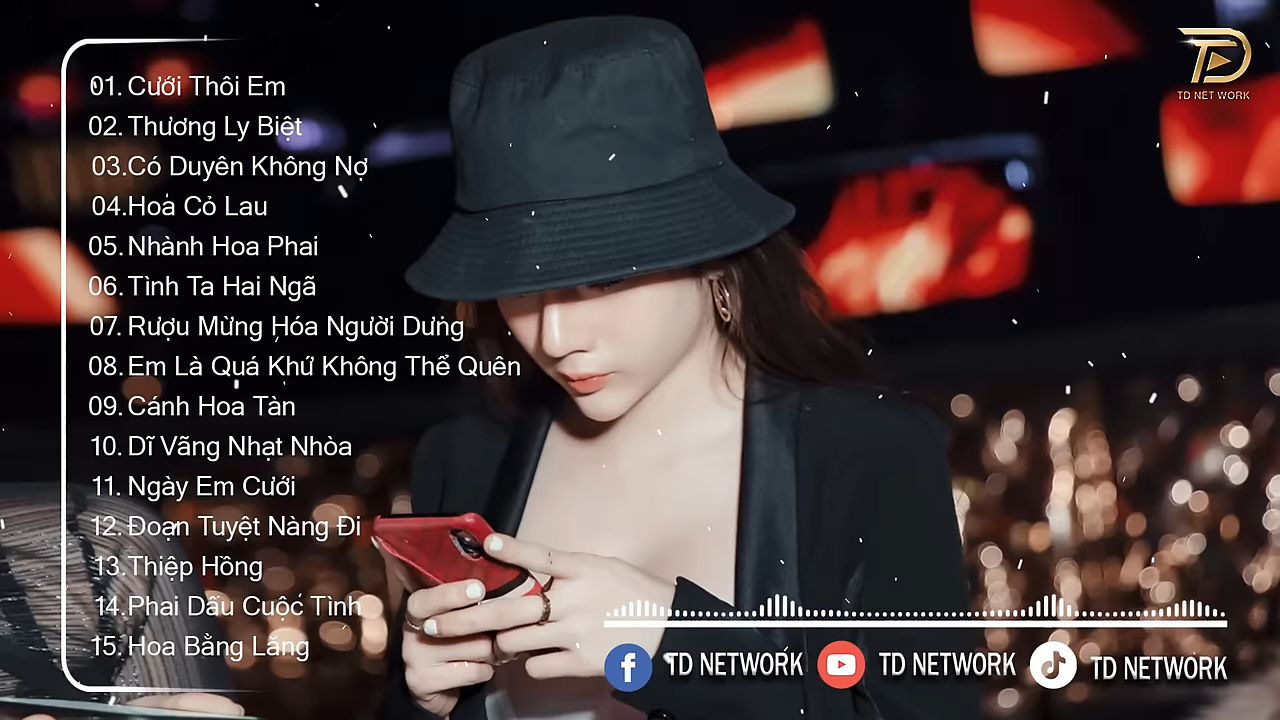 TD NET WORK
01. Cưới Thôi Em
02. Thương Ly Biệt
03. Có Duyên Không Nợ
04. Hoa Cỏ Lau
05. Nhành Hoa Phai
06. Tình Ta Hai Ngã
07. Rượu Mừng Hóa Người Dưng
08. Em Là Quá Khứ Không Thể Quên
09. Cánh Hoa Tàn
10. Dĩ Vãng Nhạt Nhòa
11. Ngày Em Cưới
12. Đoạn Tuyệt Nàng Đi
13. Thiệp Hồng
14. Phai Dấu Cuộc Tình
15. Hoa Bằng Lăng
TD NETWORK TD NETWORK TD NETWORK